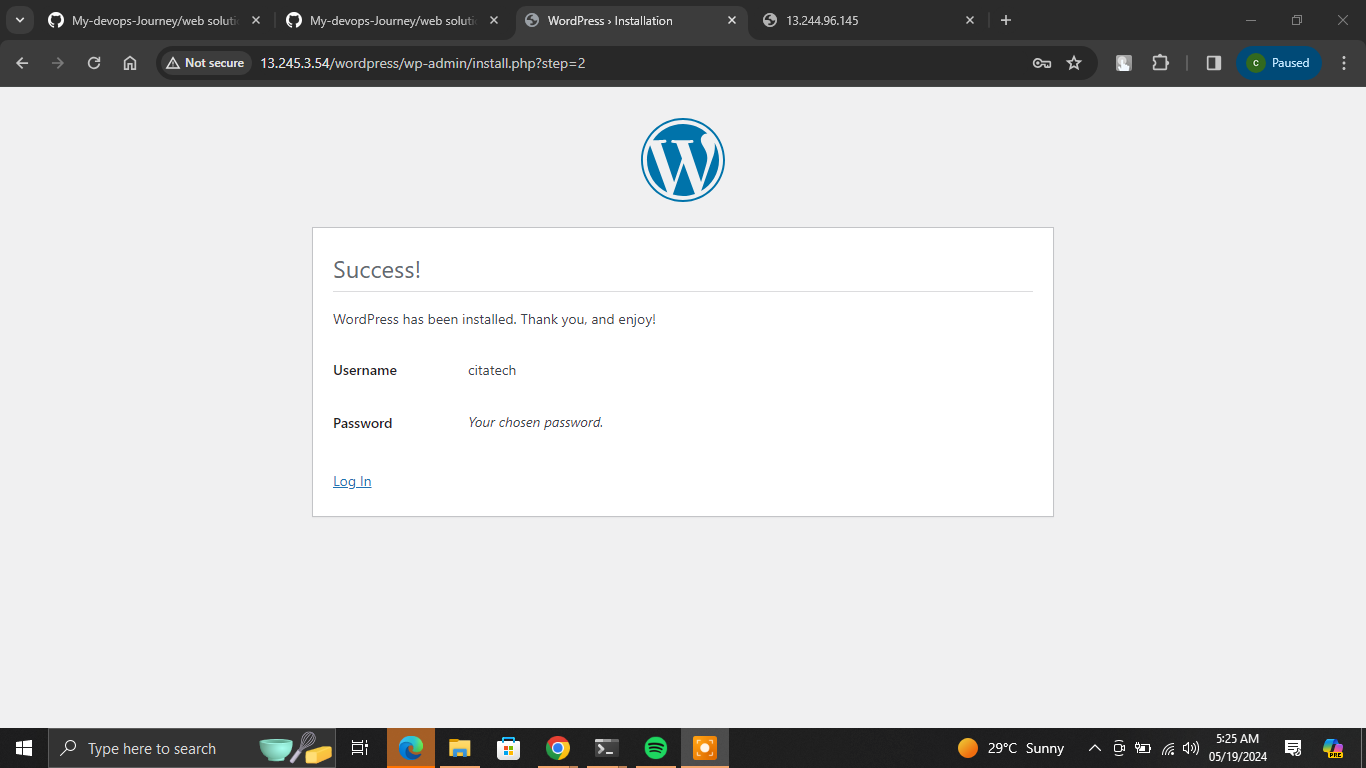 My-devops-Journey/web soluti
My-devops-Journey/web soluti
WordPress › Installation
13.244.96.145
Not secure
13.245.3.54/wordpress/wp-admin/install.php?step=2
c
Paused
W
Success!
WordPress has been installed. Thank you, and enjoy!
Username citatech
Password Your chosen password.
Log In
Type here to search
29°C Sunny
5:25 AM
05/19/2024
PRE